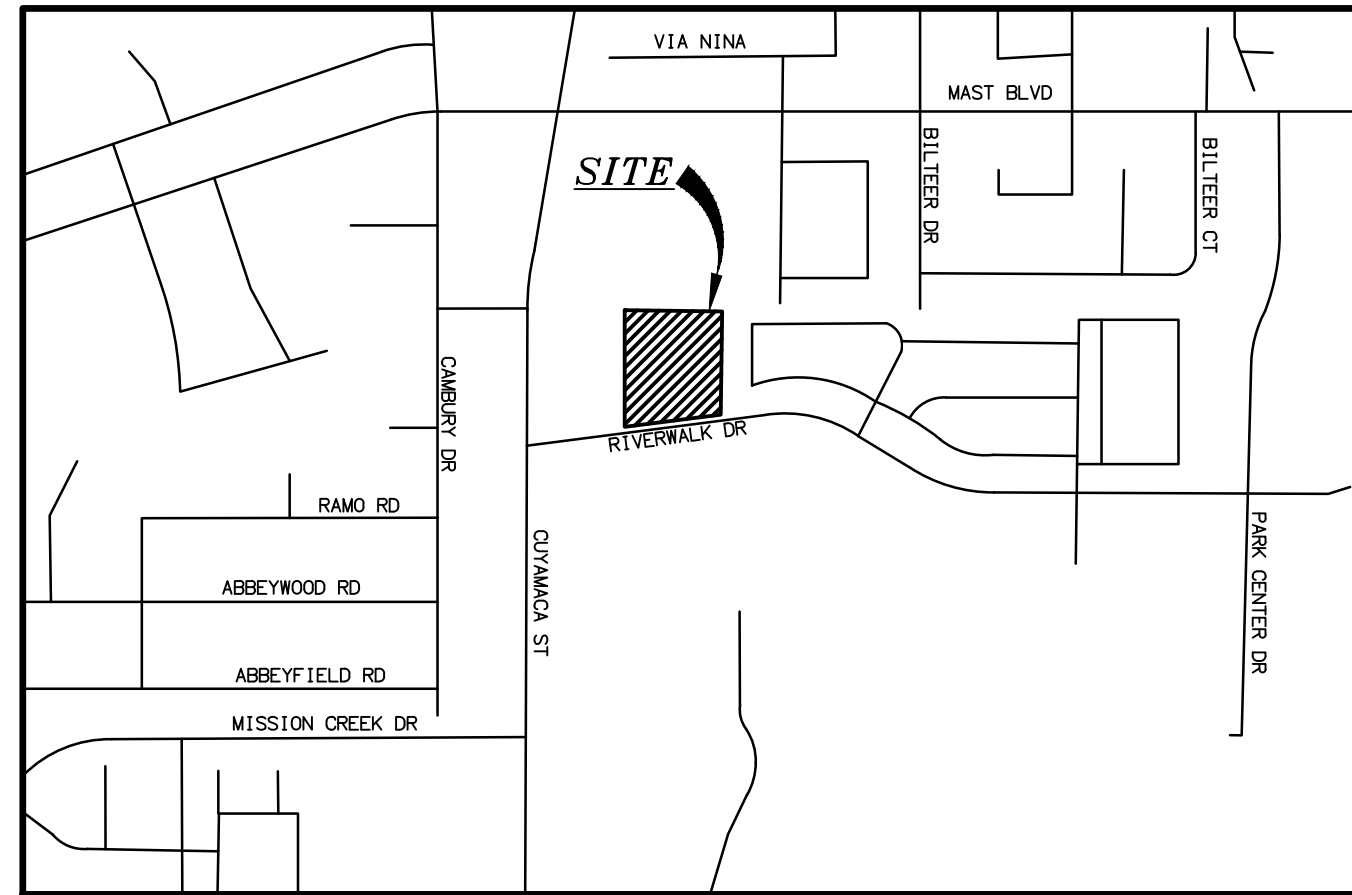 VIA NINA
MAST BLVD
BILTEER DR
BILTEER CT
SITE
CAMBURY DR
RIVERWALK DR
RAMO RD
CUYAMACA ST
PARK CENTER DR
ABBEYWOOD RD
ABBEYFIELD RD
MISSION CREEK DR